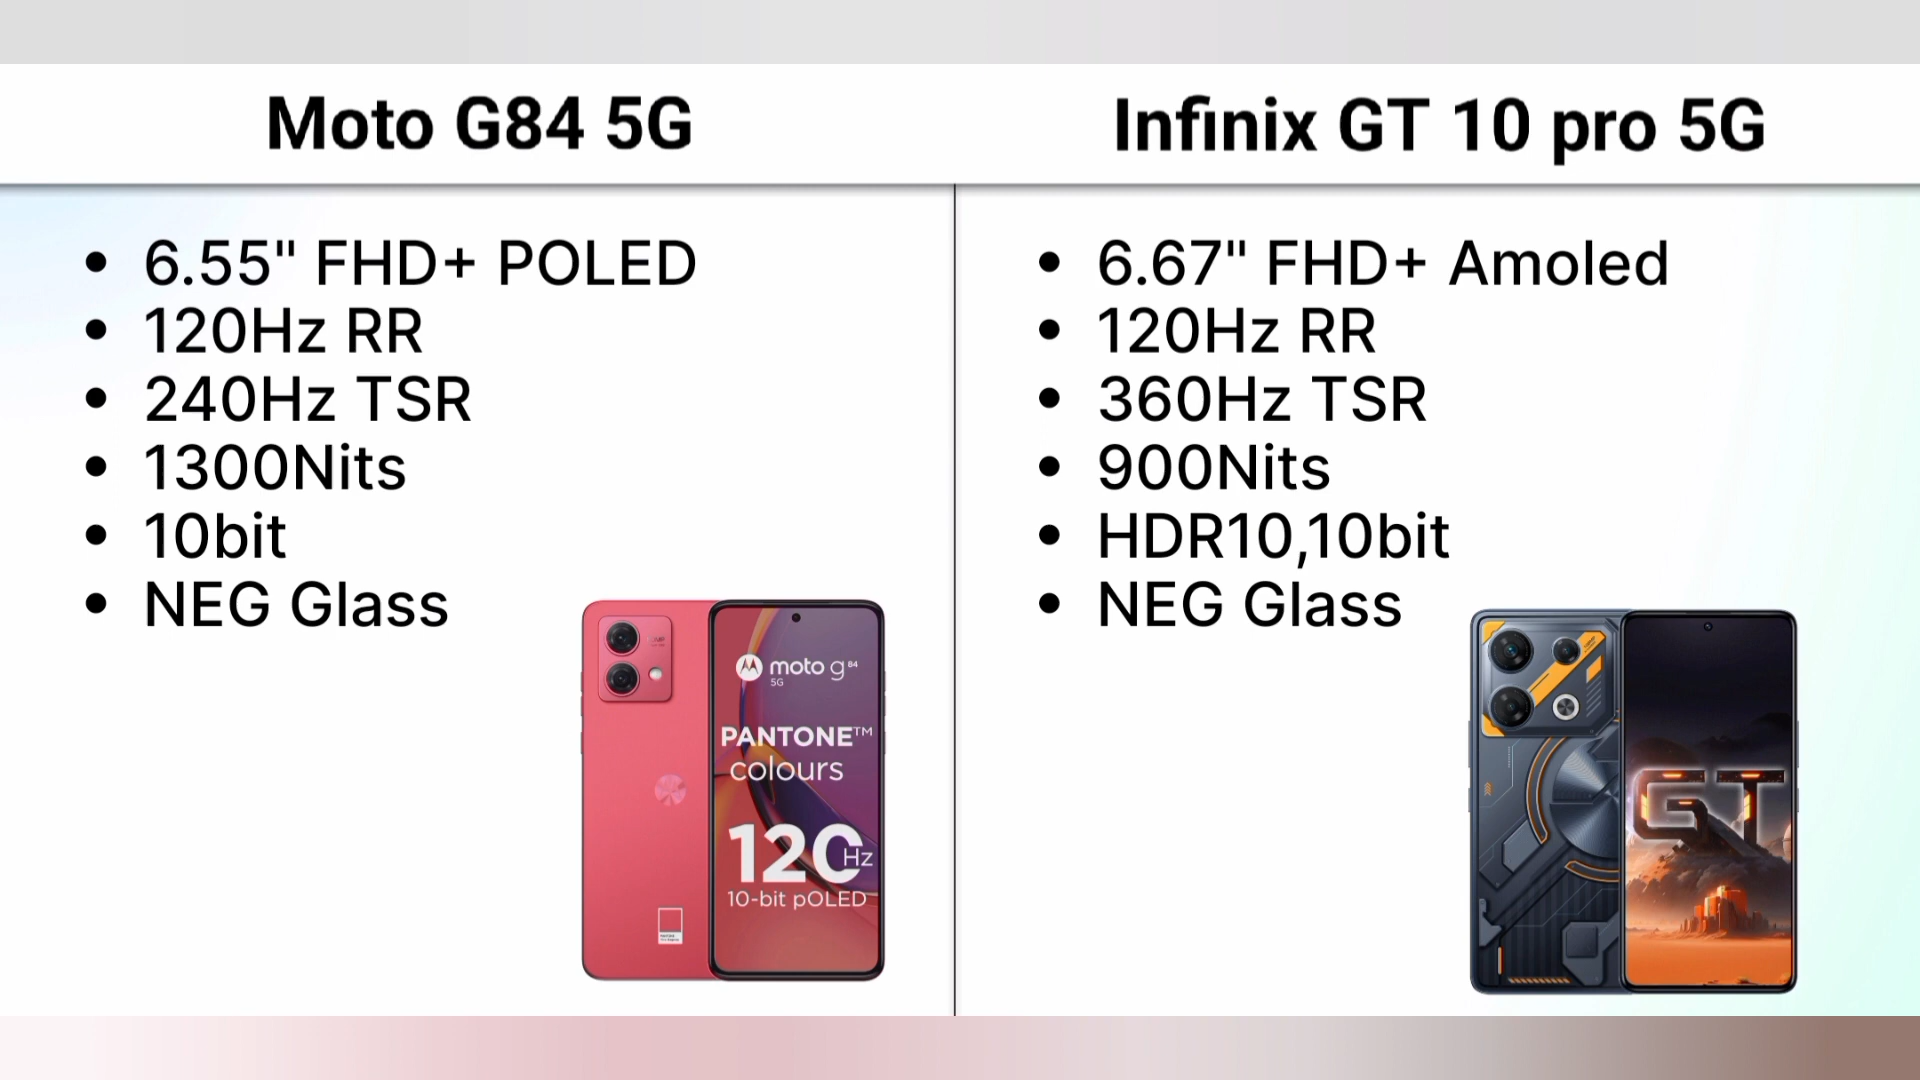 Moto G84 5G
6.55" FHD+ POLED
120Hz RR
240Hz TSR
1300Nits
10bit
NEG Glass
moto g84
5G
PANTONE™
colours
120Hz
10-bit pOLED
Infinix GT 10 pro 5G
6.67" FHD+ Amoled
120Hz RR
360Hz TSR
900Nits
HDR10,10bit
NEG Glass
GT